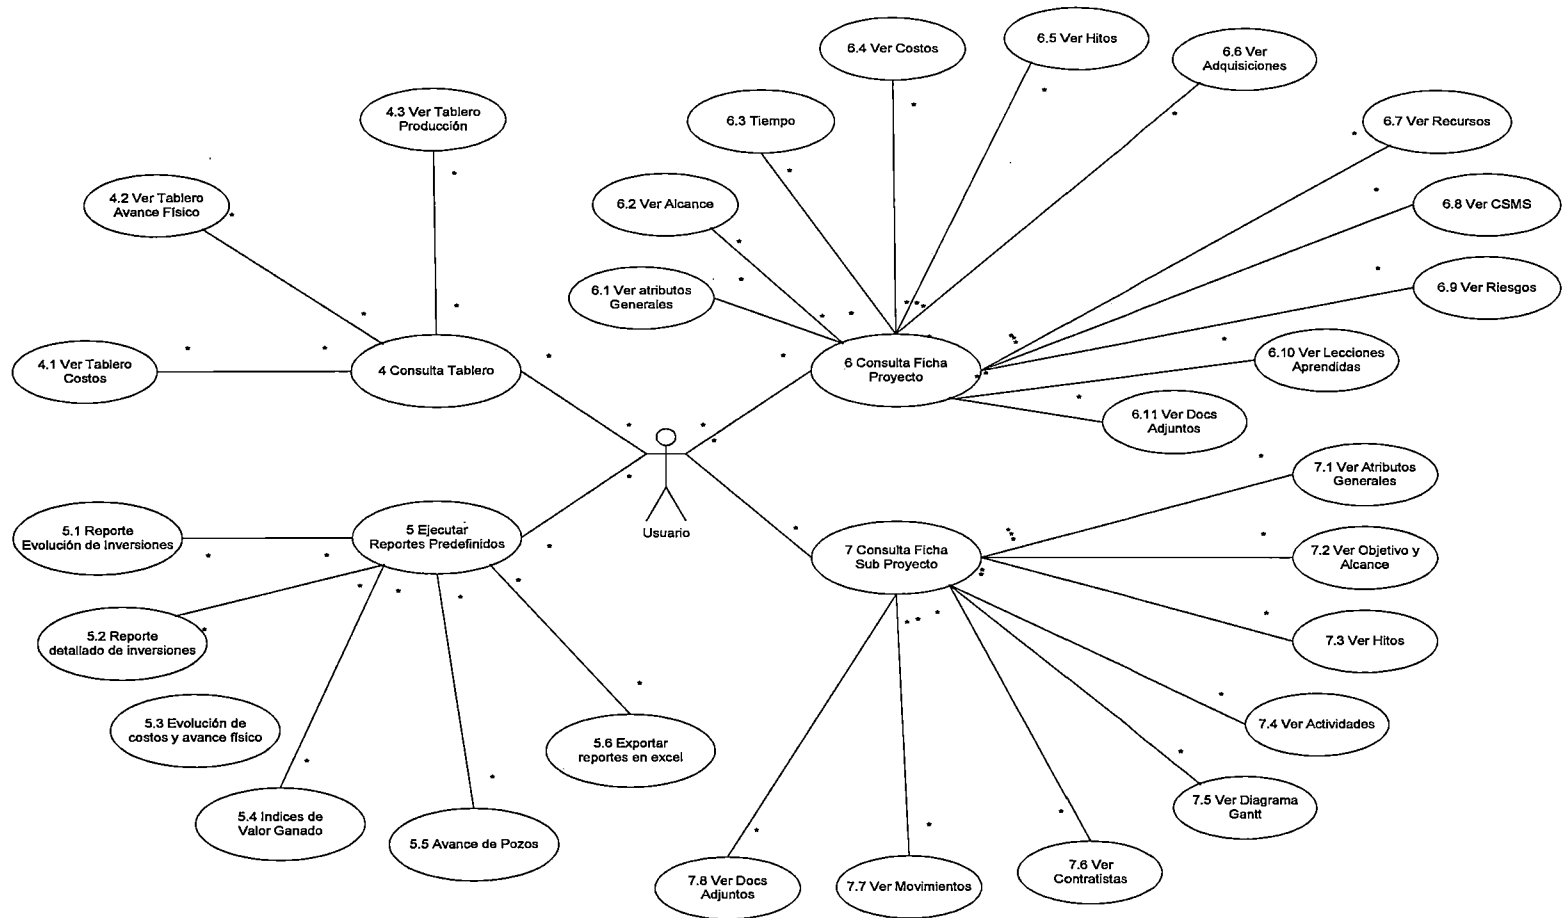 6.4 Ver Costos
6.5 Ver Hitos
6.6 Ver
Adquisiciones
4.3 Ver Tablero
Producción
6.3 Tiempo
6.7 Ver Recursos
4.2 Ver Tablero
Avance Físico
6.2 Ver Alcance
6.8 Ver CSMS
6.1 Ver atributos
Generales
6.9 Ver Riesgos
4.1 Ver Tablero
Costos
4 Consulta Tablero
6 Consulta Ficha
Proyecto
6.10 Ver Lecciones
Aprendidas
6.11 Ver Docs
Adjuntos
7.1 Ver Atributos
Generales
5.1 Reporte
Evolución de Inversiones
5 Ejecutar
Reportes Predefinidos
Usuario
7 Consulta Ficha
Sub Proyecto
7.2 Ver Objetivo y
Alcance
5.2 Reporte
detallado de inversiones
7.3 Ver Hitos
5.3 Evolución de
costos y avance físico
5.6 Exportar
reportes en excel
7.4 Ver Actividades
5.4 Indices de
Valor Ganado
5.5 Avance de Pozos
7.5 Ver Diagrama
Gantt
7.8 Ver Docs
Adjuntos
7.7 Ver Movimientos
7.6 Ver
Contratistas